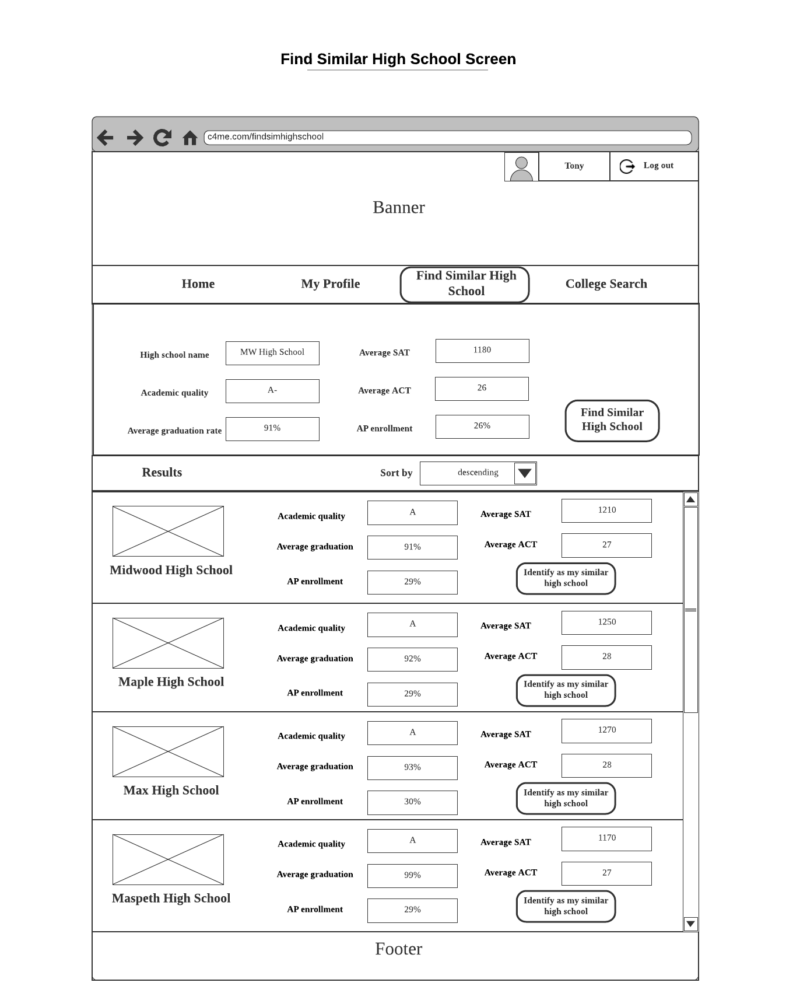 Find Similar High School Screen
c4me.com/findsimhighschool
Tony
Log out
Banner
Home
My Profile
Find Similar High
School
College Search
High school name
MW High School
Average SAT
1180
Academic quality
A-
Average ACT
26
Average graduation rate
91%
AP enrollment
26%
Find Similar
High School
Results
Sort by
descending
Midwood High School
Academic quality
A
Average SAT
1210
Average graduation
91%
Average ACT
27
AP enrollment
29%
Identify as my similar
high school
Maple High School
Academic quality
A
Average SAT
1250
Average graduation
92%
Average ACT
28
AP enrollment
29%
Identify as my similar
high school
Max High School
Academic quality
A
Average SAT
1270
Average graduation
93%
Average ACT
28
AP enrollment
30%
Identify as my similar
high school
Maspeth High School
Academic quality
A
Average SAT
1170
Average graduation
99%
Average ACT
27
AP enrollment
29%
Identify as my similar
high school
Footer